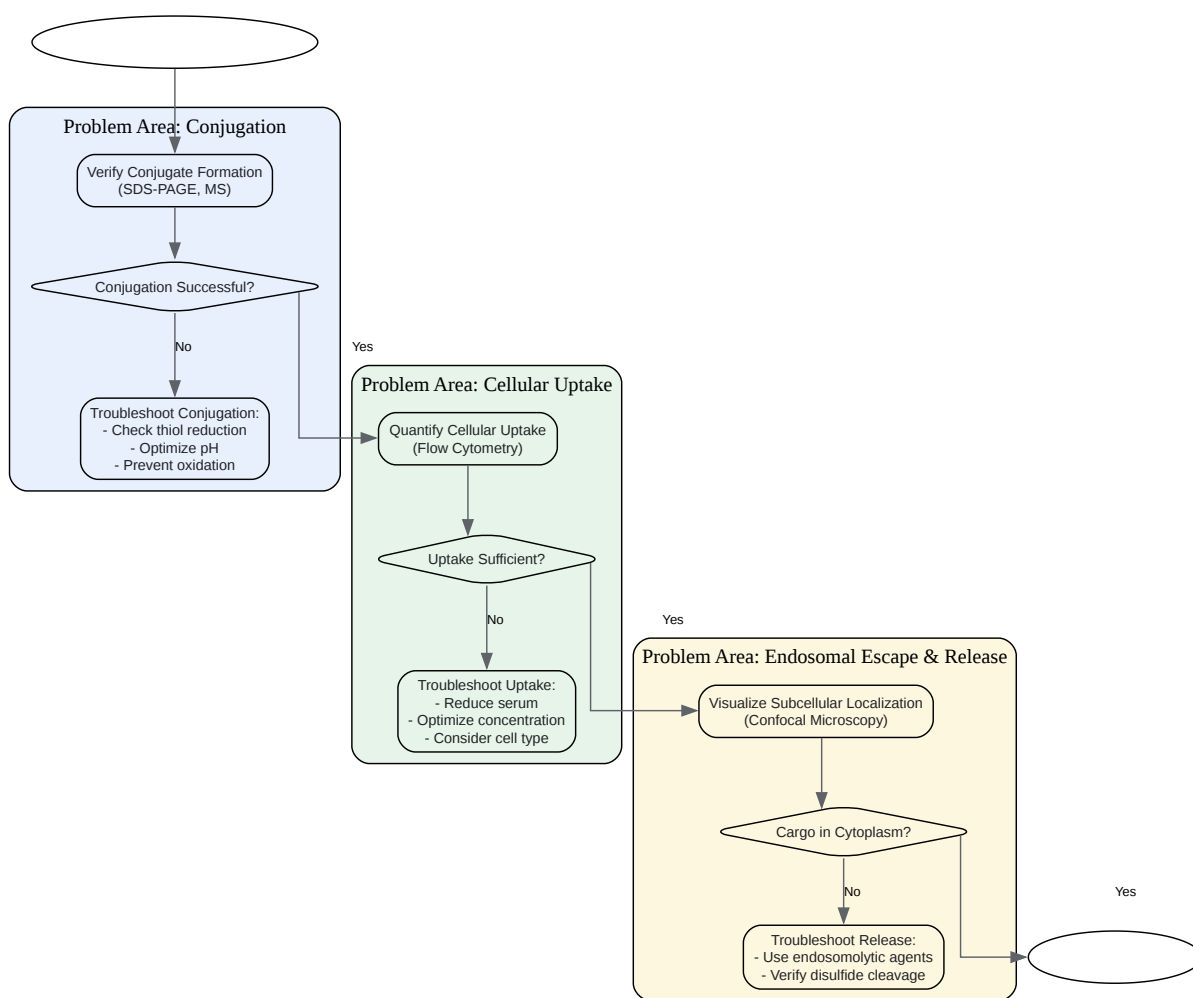 Problem Area: Conjugation
Verify Conjugate Formation
(SDS-PAGE, MS)
Conjugation Successful?
No
Yes
Troubleshoot Conjugation:
- Check thiol reduction
- Optimize pH
- Prevent oxidation
Problem Area: Cellular Uptake
Quantify Cellular Uptake
(Flow Cytometry)
Uptake Sufficient?
No
Yes
Troubleshoot Uptake:
- Reduce serum
- Optimize concentration
- Consider cell type
Problem Area: Endosomal Escape & Release
Visualize Subcellular Localization
(Confocal Microscopy)
Cargo in Cytoplasm?
No
Yes
Troubleshoot Release:
- Use endosomolytic agents
- Verify disulfide cleavage